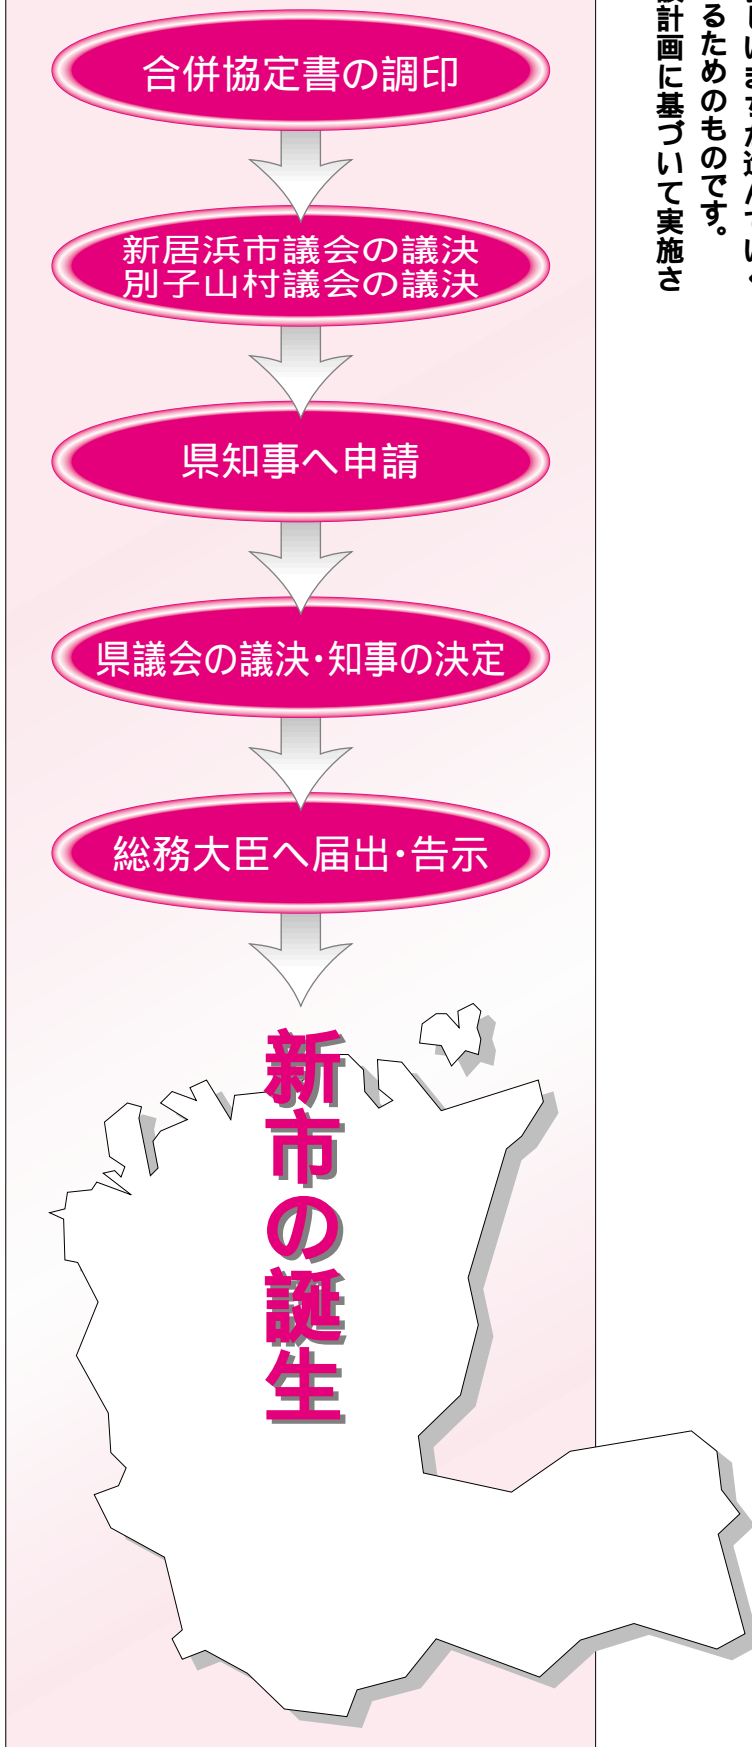 るためのものです。
設計画に基づいて実施さ
合併協定書の調印
新居浜市議会の議決
別子山村議会の議決
県知事へ申請
県議会の議決・知事の決定
総務大臣へ届出・告示
新市の誕生